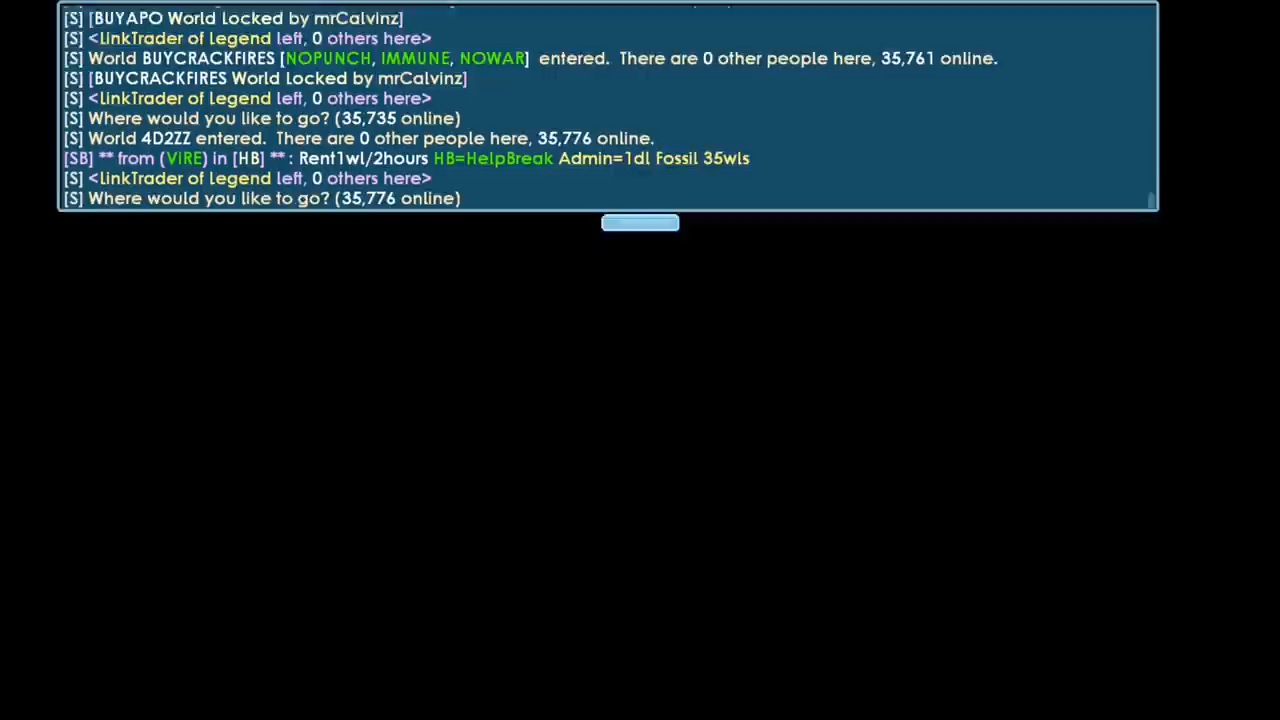 [S] [BUYAPO World Locked by mrCalvinz]
[S] <LinkTrader of Legend left, 0 others here>
[S] World BUYCRACKFIRES [NOPUNCH, IMMUNE, NOWAR]  entered.  There are 0 other people here, 35,761 online.
[S] [BUYCRACKFIRES World Locked by mrCalvinz]
[S] <LinkTrader of Legend left, 0 others here>
[S] Where would you like to go? (35,735 online)
[S] World 4D2ZZ entered.  There are 0 other people here, 35,776 online.
[SB] ** from (VIRE) in [HB] ** : Rent1wl/2hours HB=HelpBreak Admin=1dl Fossil 35wls
[S] <LinkTrader of Legend left, 0 others here>
[S] Where would you like to go? (35,776 online)